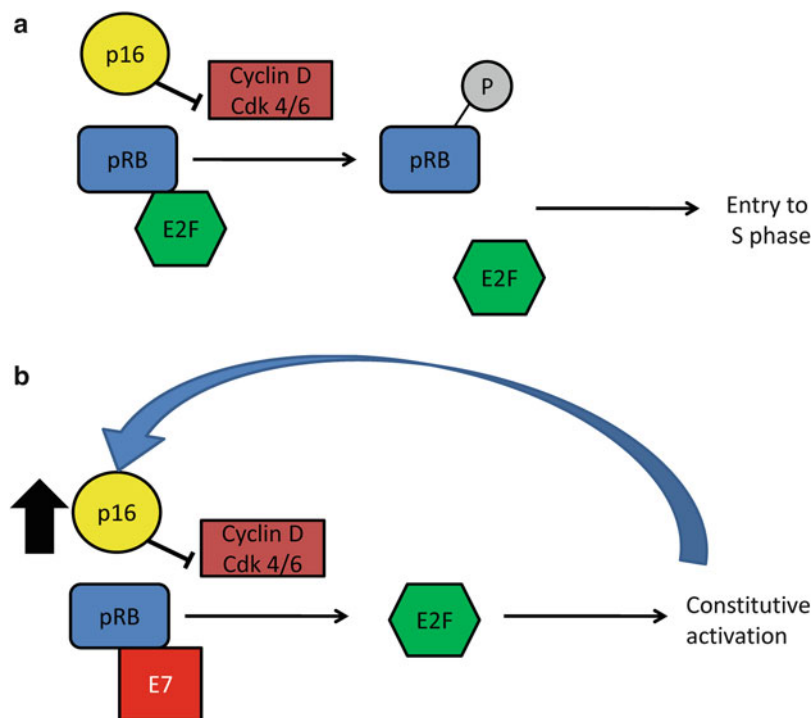 a
p16
Cyclin D
Cdk 4/6
pRB
E2F
P
pRB
E2F
Entry to
S phase
b
p16
Cyclin D
Cdk 4/6
pRB
E7
E2F
Constitutive
activation